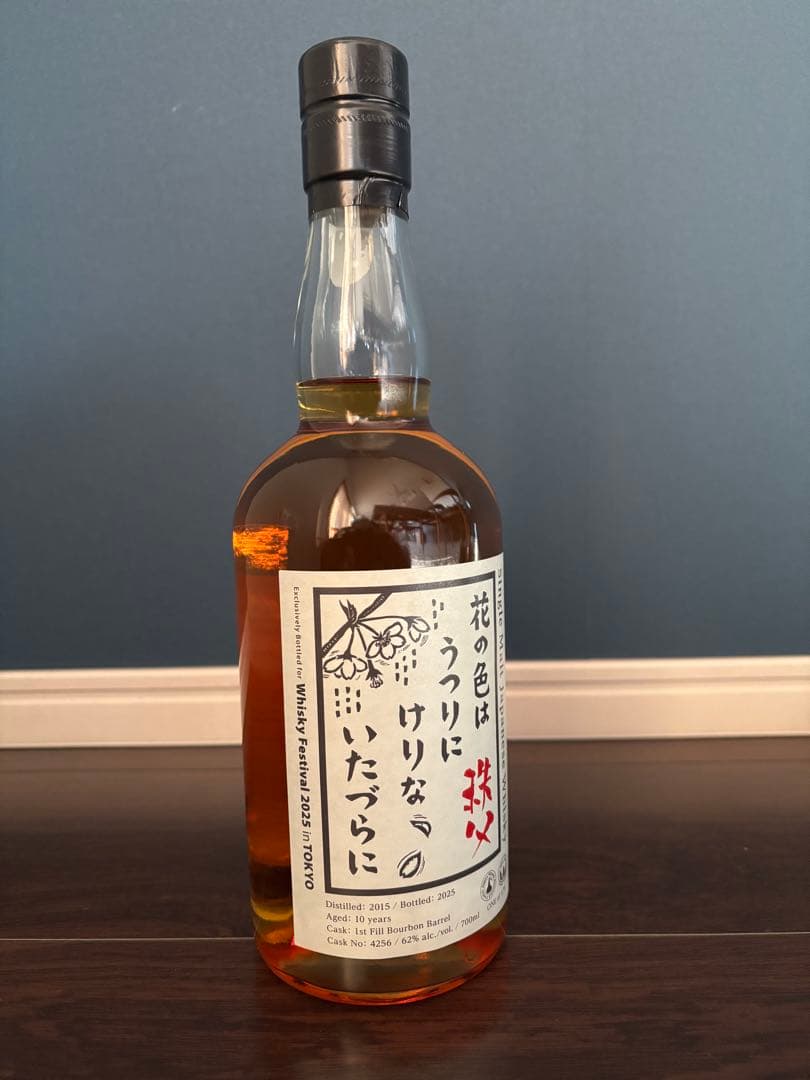 花の色は
うつりに
けりな
いたづらに
秩父
Single Malt Japanese Whisky
Exclusively Bottled for Whisky Festival 2025 in TOKYO
Distilled: 2015 / Bottled: 2025
Aged: 10 years
Cask: 1st Fill Bourbon Barrel
Cask No: 4256 / 62% alc./vol. / 700ml
ONE OF